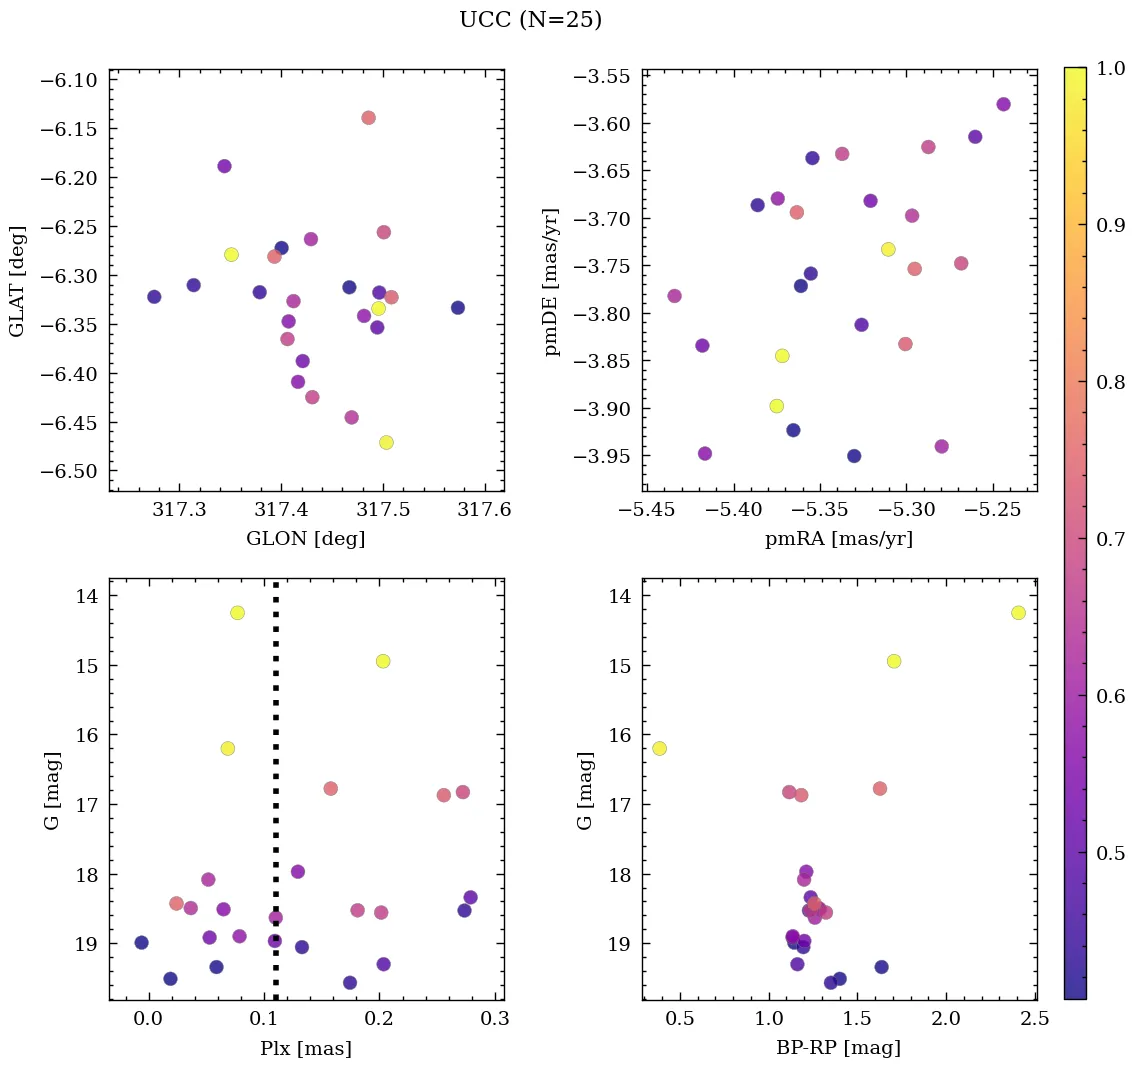 UCC (N=25)
−6.10
−6.15
−6.20
−6.25
−6.30
−6.35
−6.40
−6.45
−6.50
GLAT [deg]
317.3 317.4 317.5 317.6
GLON [deg]
−3.55
−3.60
−3.65
−3.70
−3.75
−3.80
−3.85
−3.90
−3.95
pmDE [mas/yr]
−5.45 −5.40 −5.35 −5.30 −5.25
pmRA [mas/yr]
14
15
16
17
18
19
G [mag]
0.0 0.1 0.2 0.3
Plx [mas]
14
15
16
17
18
19
G [mag]
0.5 1.0 1.5 2.0 2.5
BP-RP [mag]
1.0
0.9
0.8
0.7
0.6
0.5